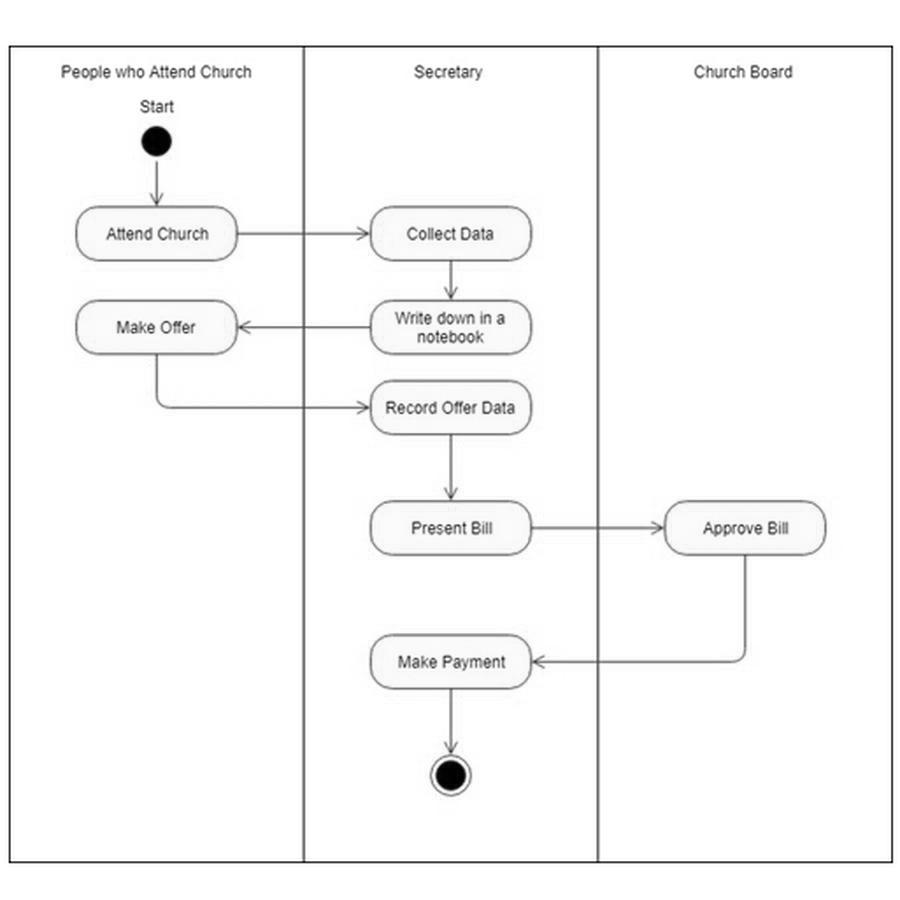 People who Attend Church
Secretary
Church Board
Start
Attend Church
Collect Data
Make Offer
Write down in a
notebook
Record Offer Data
Present Bill
Approve Bill
Make Payment